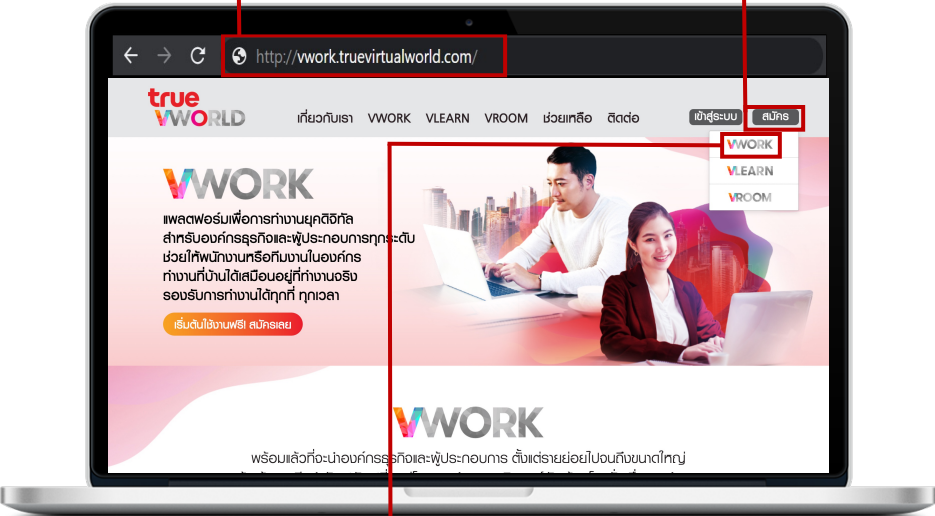 http://vwork.truevirtualworld.com/
true
VWORLD
เกี่ยวกับเรา VWORK VLEARN VROOM ช่วยเหลือ ติดต่อ
เข้าสู่ระบบ สมัคร
VWORK
VLEARN
VROOM
VWORK
แพลตฟอร์มเพื่อการทำงานยุคดิจิทัล
สำหรับองค์กรธุรกิจและผู้ประกอบการทุกระดับ
ช่วยให้พนักงานหรือทีมงานในองค์กร
ทำงานที่บ้านได้เสมือนอยู่ที่ทำงานจริง
รองรับการทำงานได้ทุกที่ ทุกเวลา
เริ่มต้นใช้งานฟรี! สมัครเลย
VWORK
พร้อมแล้วที่จะนำองค์กรธุรกิจและผู้ประกอบการ ตั้งแต่รายย่อยไปจนถึงขนาดใหญ่